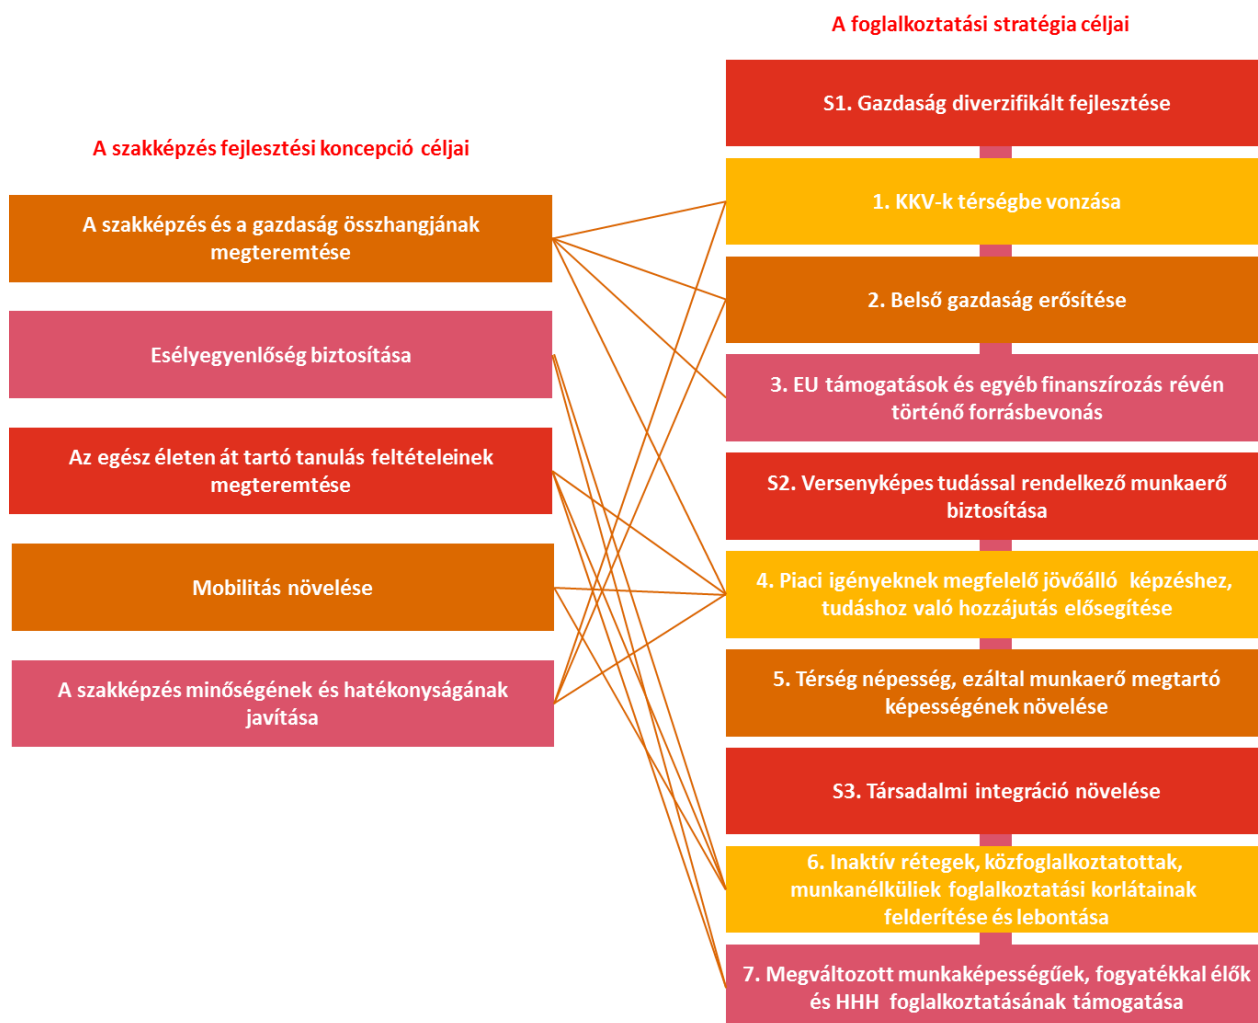 A szakképzés fejlesztési koncepció céljai
A szakképzés és a gazdaság összhangjának
megteremtése
Esélyegyenlőség biztosítása
Az egész életen át tartó tanulás feltételeinek
megteremtése
Mobilitás növelése
A szakképzés minőségének és hatékonyságának
javítása
A foglalkoztatási stratégia céljai
S1. Gazdaság diverzifikált fejlesztése
1. KKV-k térségbe vonzása
2. Belső gazdaság erősítése
3. EU támogatások és egyéb finanszírozás révén
történő forrásbevonás
S2. Versenyképes tudással rendelkező munkaerő
biztosítása
4. Piaci igényeknek megfelelő jövőálló képzéshez,
tudáshoz való hozzájutás elősegítése
5. Térség népesség, ezáltal munkaerő megtartó
képességének növelése
S3. Társadalmi integráció növelése
6. Inaktív rétegek, közfoglalkoztatottak,
munkanélküliek foglalkoztatási korlátainak
felderítése és lebontása
7. Megváltozott munkaképességűek, fogyatékkal élők
és HHH foglalkoztatásának támogatása